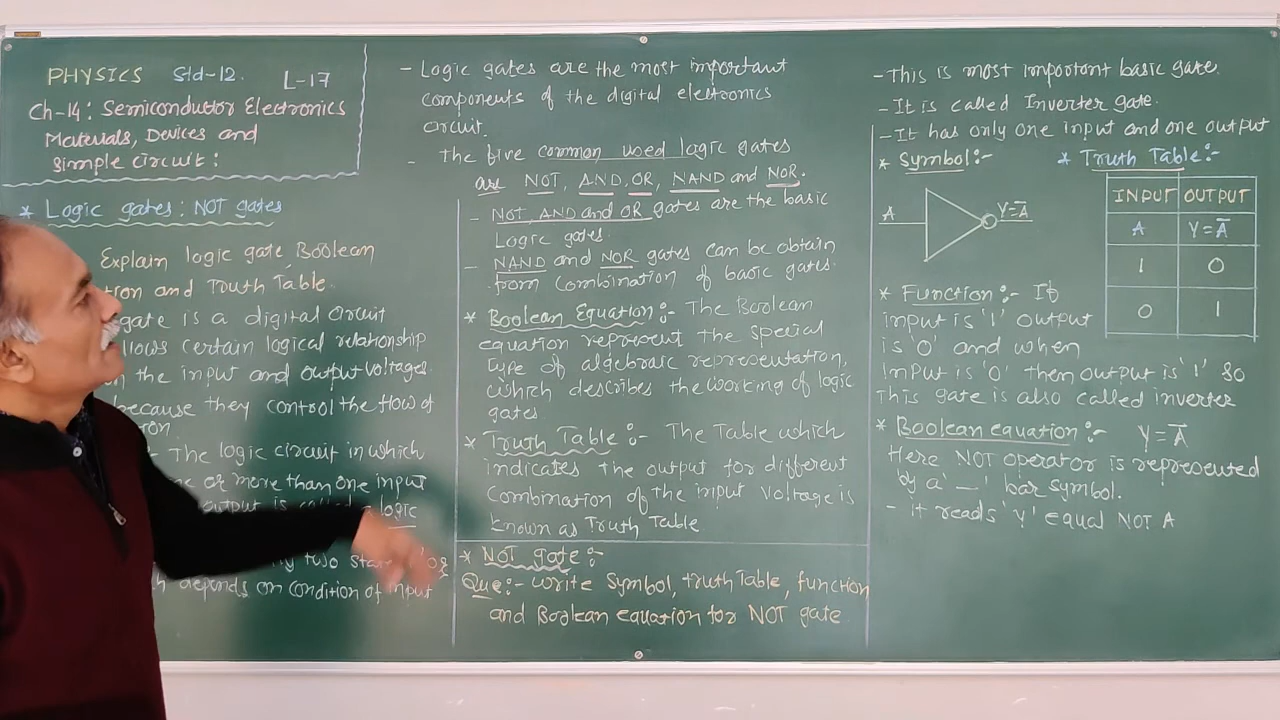 PHYSICS Std-12. L-17
Ch-14: Semiconductor Electronics
Materials, Devices and
simple circuit:
* Logic gates: NOT gates
Explain logic gate, Boolean
tion and Truth Table.
gate is a digital circuit
llows certain logical relationship
the input and output voltages.
because they control the flow of
The logic circuit in which
or more than one input
output is logic
two
depends on condition of input
- Logic gates are the most important
components of the digital electronics
circuit.
- The five common used logic gates
are NOT, AND, OR, NAND and NOR.
- Not, AND and OR gates are the basic
Logic gates.
- NAND and NOR gates can be obtain
form combination of basic gates.
* Boolean Equation :- The Boolean
equation represent the special
type of algebraic representation,
which describes the working of logic
gates.
* Truth Table :- The Table which
indicates the output for different
combination of the input voltage is
known as Truth Table
* NOT gate :-
Que :- write symbol, truth Table, function
and Boolean equation for NOT gate
- This is most important basic gate.
- It is called Inverter gate.
- It has only one input and one output
* Symbol :-
A Y=A̅
* Truth Table :-
INPUT OUTPUT
A Y=A̅
1 0
0 1
* Function :- If
input is '1' output
is '0' and when
input is '0' then output is '1' so
This gate is also called inverter
* Boolean equation :- Y=A̅
Here NOT operator is represented
by a '—' bar symbol.
- it reads 'Y' equal NOT A